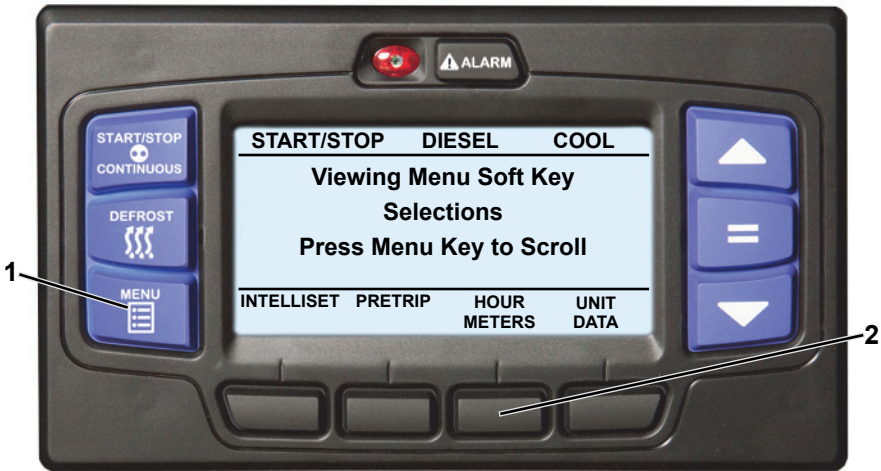 ALARM
START/STOP
CONTINUOUS
DEFROST
MENU
START/STOP DIESEL COOL
Viewing Menu Soft Key
Selections
Press Menu Key to Scroll
INTELLISET PRETRIP HOUR METERS UNIT DATA
1
2